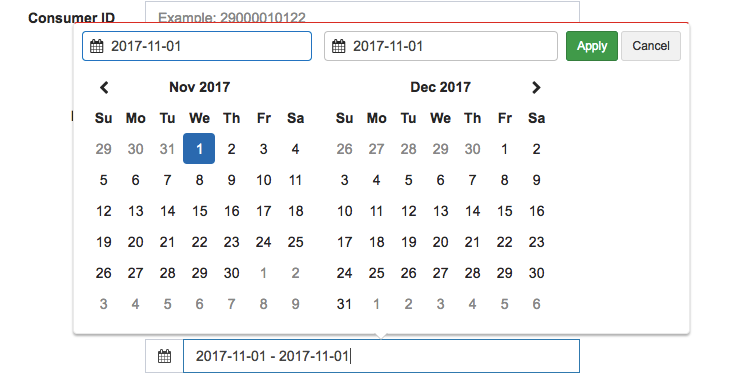 Consumer ID Example: 29000010122
2017-11-01 2017-11-01 Apply Cancel
Nov 2017 Dec 2017
Su Mo Tu We Th Fr Sa Su Mo Tu We Th Fr Sa
29 30 31 1 2 3 4 26 27 28 29 30 1 2
5 6 7 8 9 10 11 3 4 5 6 7 8 9
12 13 14 15 16 17 18 10 11 12 13 14 15 16
19 20 21 22 23 24 25 17 18 19 20 21 22 23
26 27 28 29 30 1 2 24 25 26 27 28 29 30
3 4 5 6 7 8 9 31 1 2 3 4 5 6
2017-11-01 - 2017-11-01